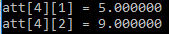 att[4][1] = 5.000000
att[4][2] = 9.000000